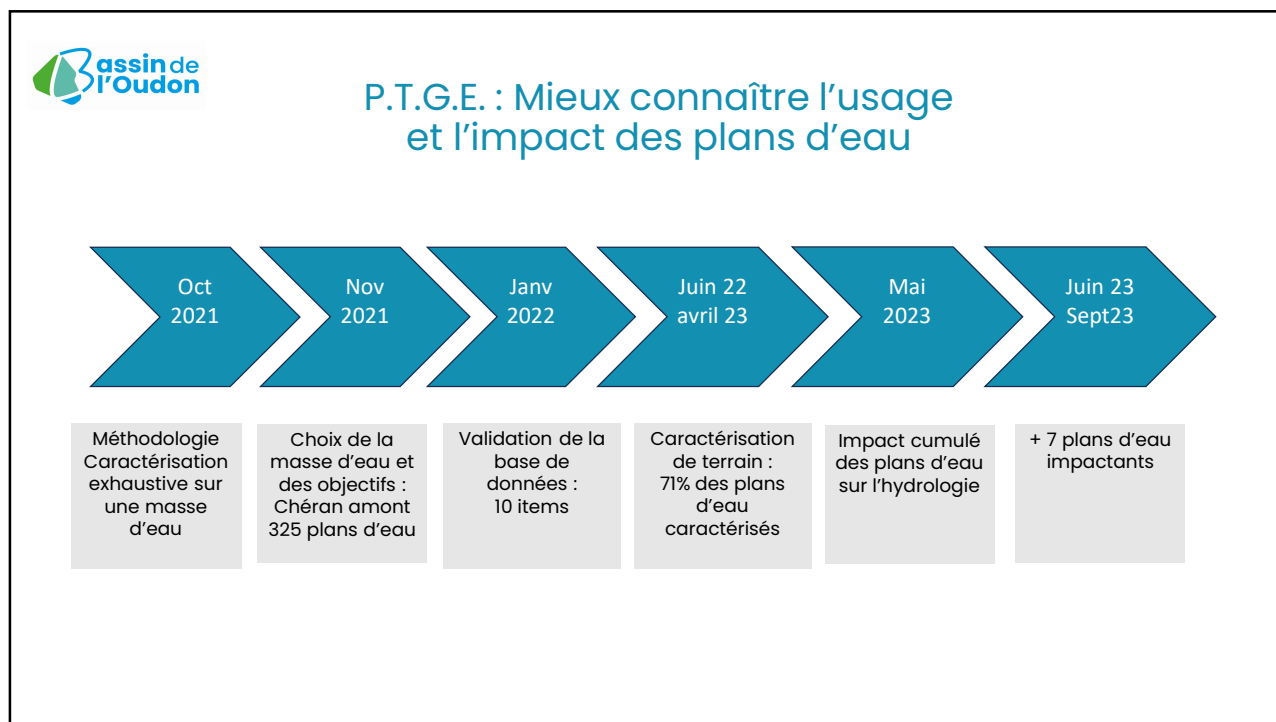 Bassin de
l'Oudon
P.T.G.E. : Mieux connaître l’usage
et l’impact des plans d’eau
Oct
2021
Nov
2021
Janv
2022
Juin 22
avril 23
Mai
2023
Juin 23
Sept23
Méthodologie
Caractérisation
exhaustive sur
une masse
d’eau
Choix de la
masse d’eau et
des objectifs :
Chéran amont
325 plans d’eau
Validation de la
base de
données :
10 items
Caractérisation
de terrain :
71% des plans
d’eau
caractérisés
Impact cumulé
des plans d’eau
sur l’hydrologie
+ 7 plans d’eau
impactants